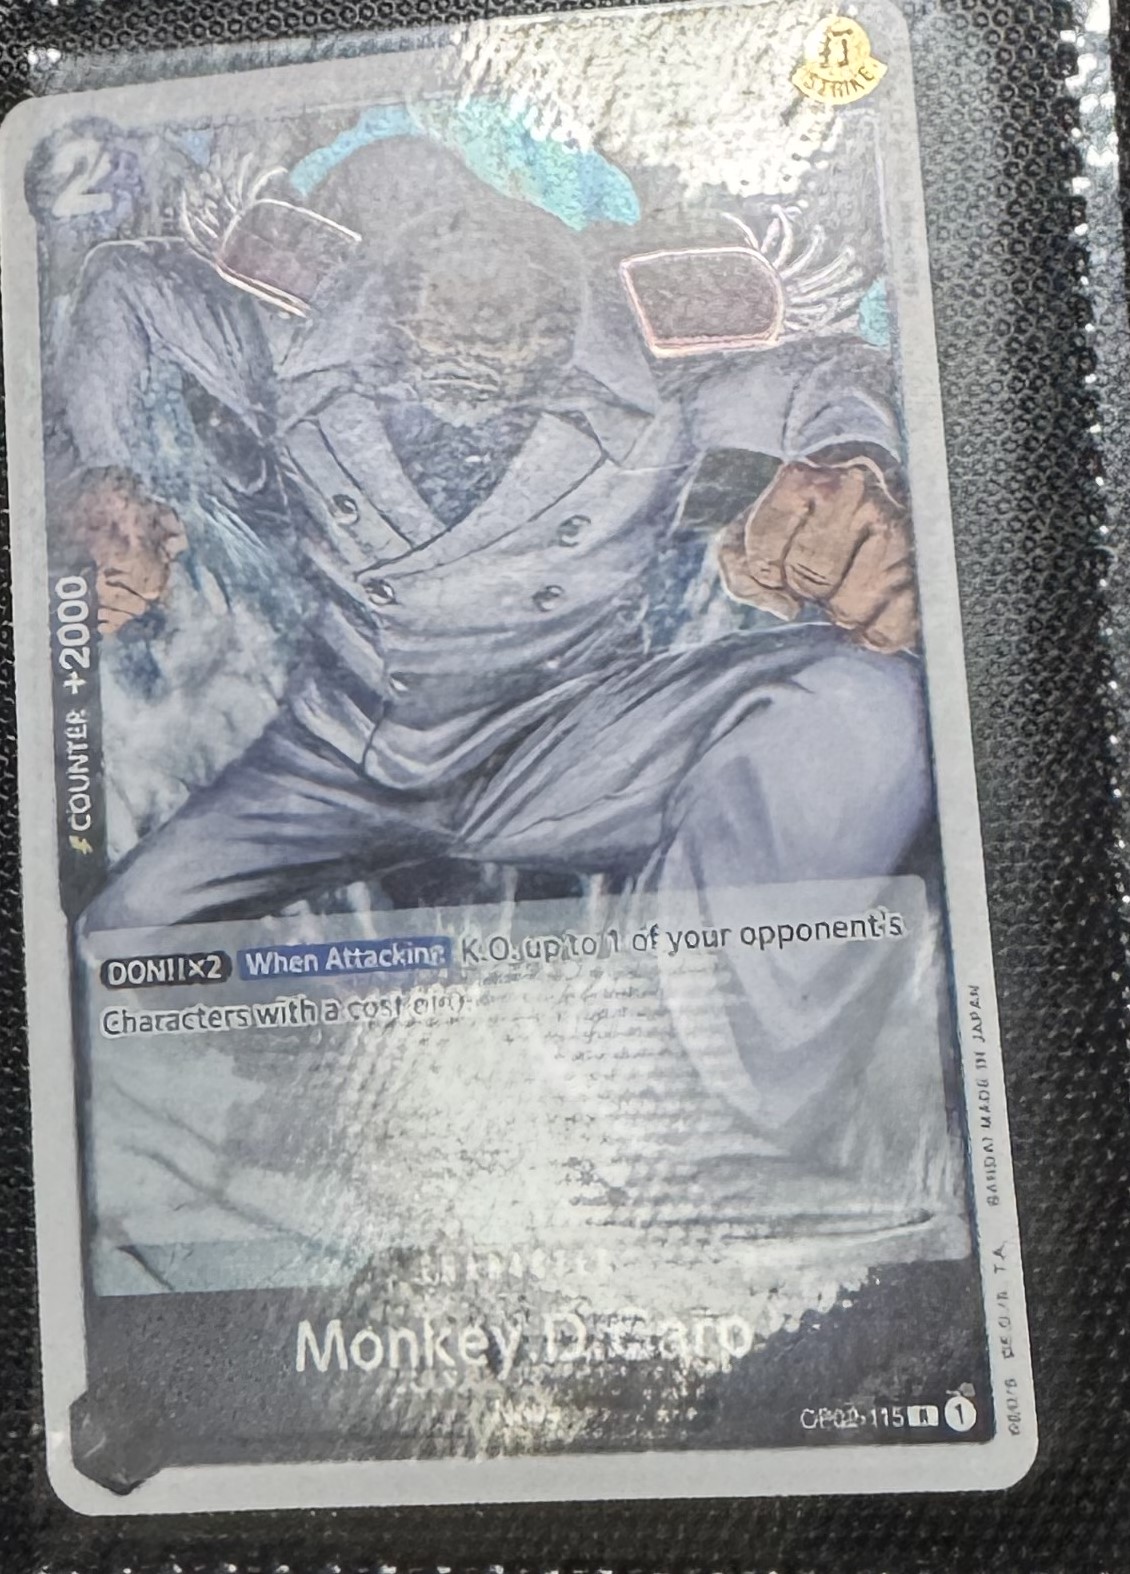 2
STRIKE
COUNTER +2000
DON!!×2 When Attacking K.O. up to 1 of your opponent's
Characters with a cost of
Monkey.D.Garp
OP02-115 R 1
BANDAI MADE IN JAPAN